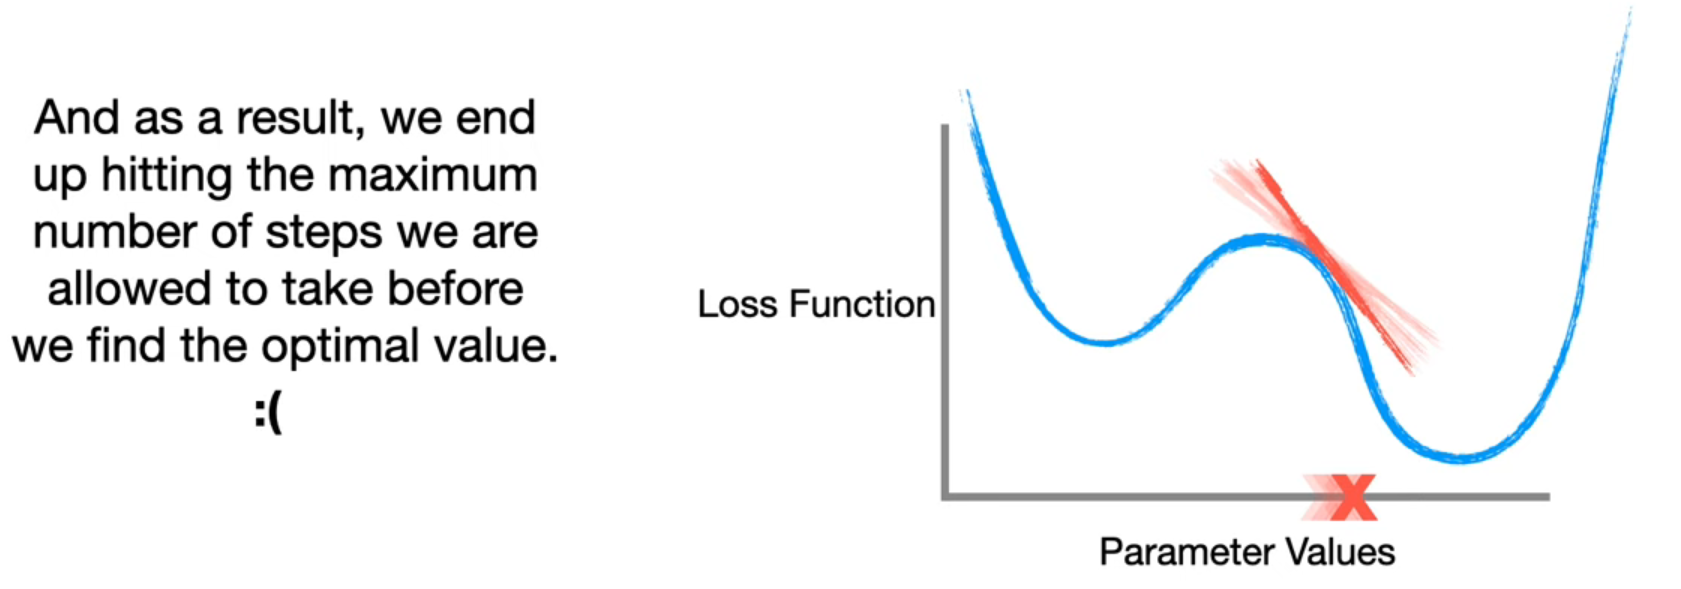 And as a result, we end
up hitting the maximum
number of steps we are
allowed to take before
we find the optimal value.
:(
Loss Function
X
Parameter Values